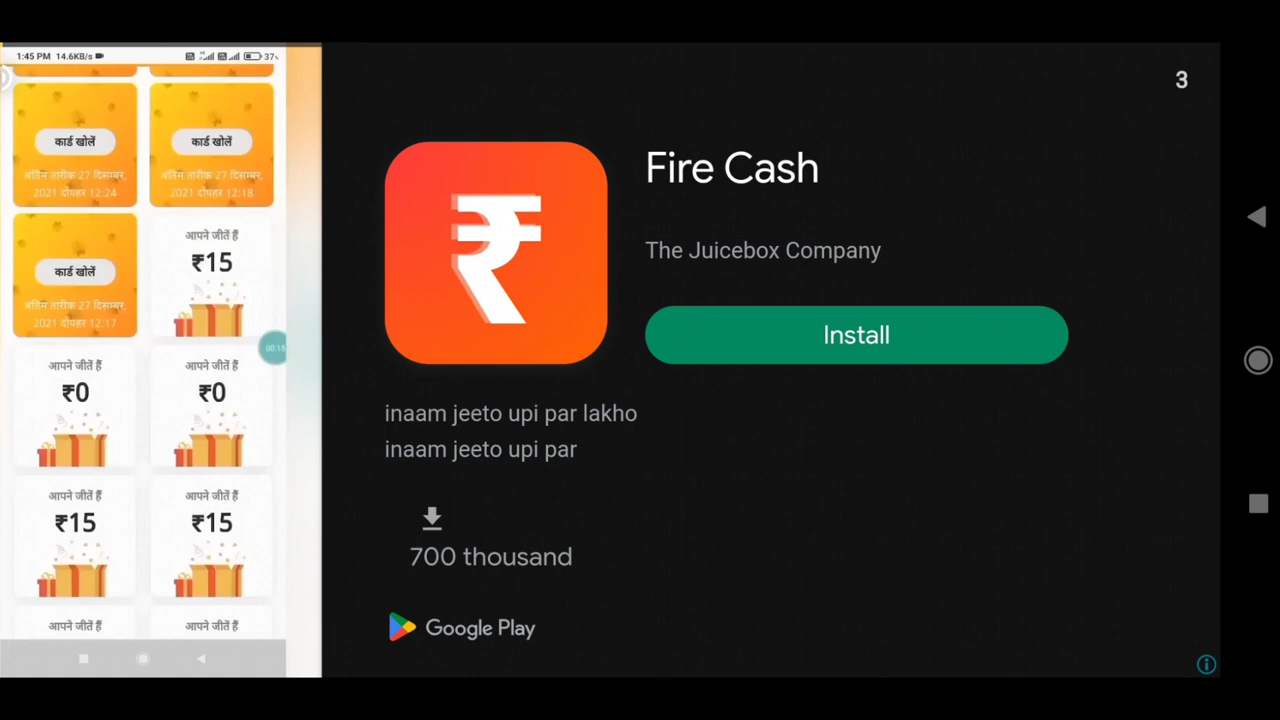 1:45 PM 14.6KB/s 37%
कार्ड खोलें
अंतिम तारीक 27 दिसम्बर,
2021 दोपहर 12:24
कार्ड खोलें
अंतिम तारीक 27 दिसम्बर,
2021 दोपहर 12:18
कार्ड खोलें
अंतिम तारीक 27 दिसम्बर,
2021 दोपहर 12:17
आपने जीतें हैं
₹15
00:15
आपने जीतें हैं
₹0
आपने जीतें हैं
₹0
आपने जीतें हैं
₹15
आपने जीतें हैं
₹15
आपने जीतें हैं
आपने जीतें हैं
3
₹
Fire Cash
The Juicebox Company
Install
inaam jeeto upi par lakho
inaam jeeto upi par
700 thousand
Google Play